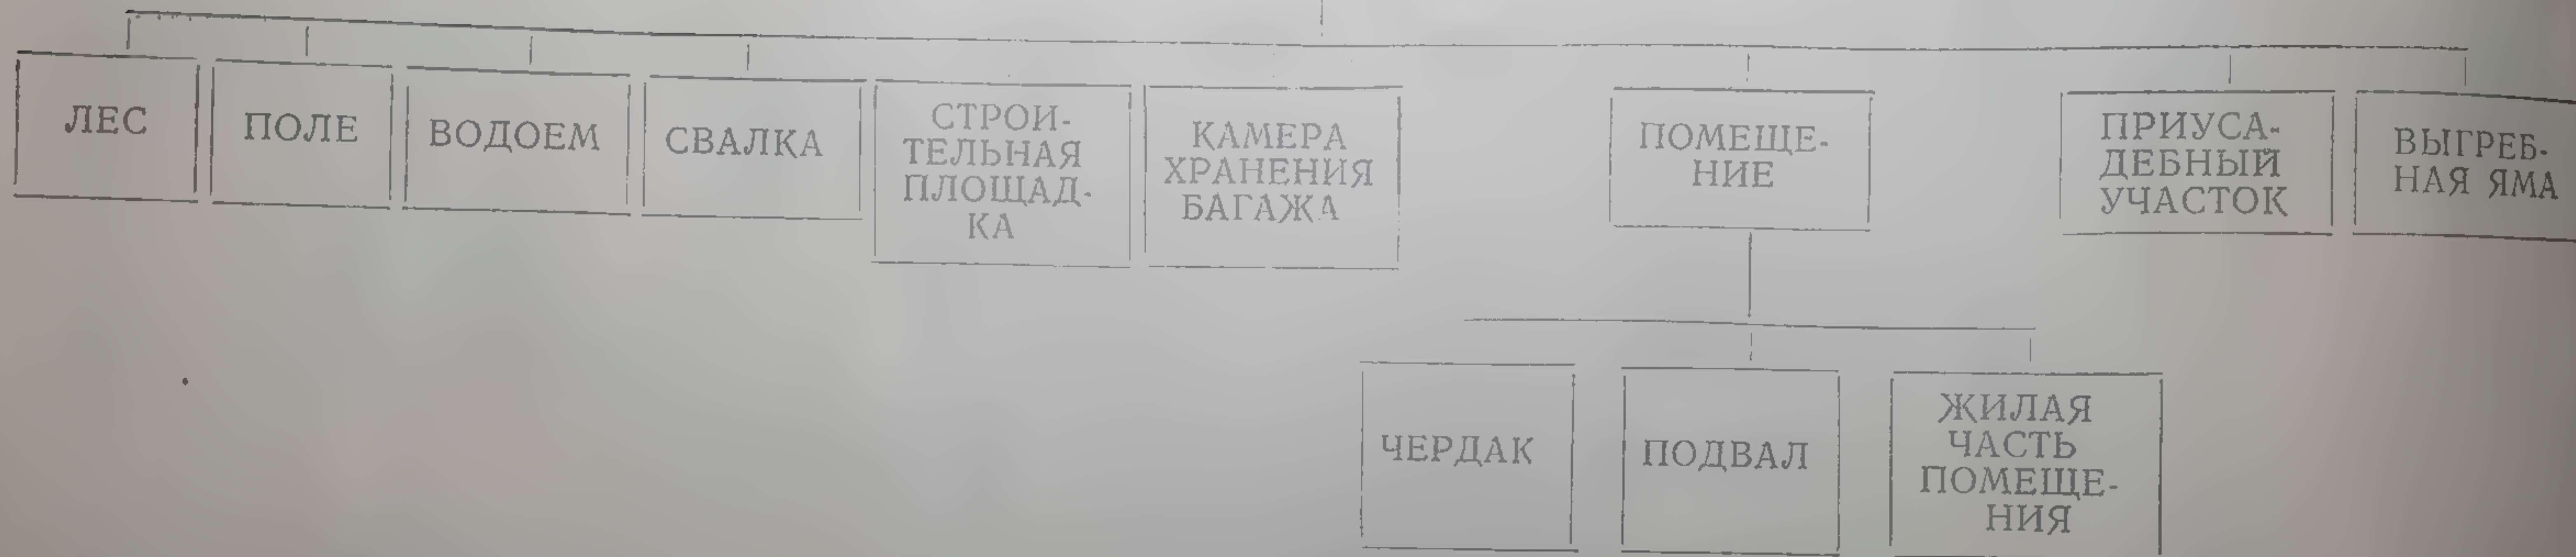 ЛЕС
ПОЛЕ
ВОДОЕМ
СВАЛКА
СТРОИ-
ТЕЛЬНАЯ
ПЛОЩАД-
КА
КАМЕРА
ХРАНЕНИЯ
БАГАЖА
ПОМЕЩЕ-
НИЕ
ПРИУСА-
ДЕБНЫЙ
УЧАСТОК
ВЫГРЕБ-
НАЯ ЯМА
ЧЕРДАК
ПОДВАЛ
ЖИЛАЯ
ЧАСТЬ
ПОМЕЩЕ-
НИЯ